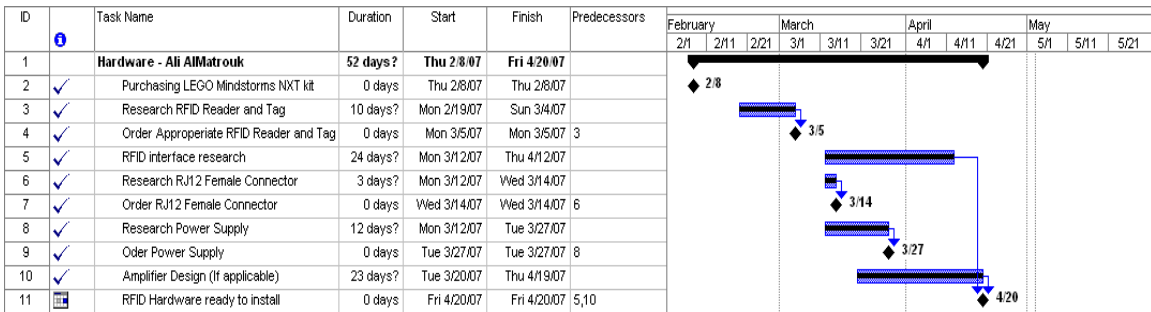 ID Task Name Duration Start Finish Predecessors
February March April May
2/1 2/11 2/21 3/1 3/11 3/21 4/1 4/11 4/21 5/1 5/11 5/21
1 Hardware - Ali AlMatrouk 52 days? Thu 2/8/07 Fri 4/20/07
2 Purchasing LEGO Mindstorms NXT kit 0 days Thu 2/8/07 Thu 2/8/07 2/8
3 Research RFID Reader and Tag 10 days? Mon 2/19/07 Sun 3/4/07
4 Order Approperiate RFID Reader and Tag 0 days Mon 3/5/07 Mon 3/5/07 3 3/5
5 RFID interface research 24 days? Mon 3/12/07 Thu 4/12/07
6 Research RJ12 Female Connector 3 days? Mon 3/12/07 Wed 3/14/07
7 Order RJ12 Female Connector 0 days Wed 3/14/07 Wed 3/14/07 6 3/14
8 Research Power Supply 12 days? Mon 3/12/07 Tue 3/27/07
9 Oder Power Supply 0 days Tue 3/27/07 Tue 3/27/07 8 3/27
10 Amplifier Design (If applicable) 23 days? Tue 3/20/07 Thu 4/19/07
11 RFID Hardware ready to install 0 days Fri 4/20/07 Fri 4/20/07 5,10 4/20